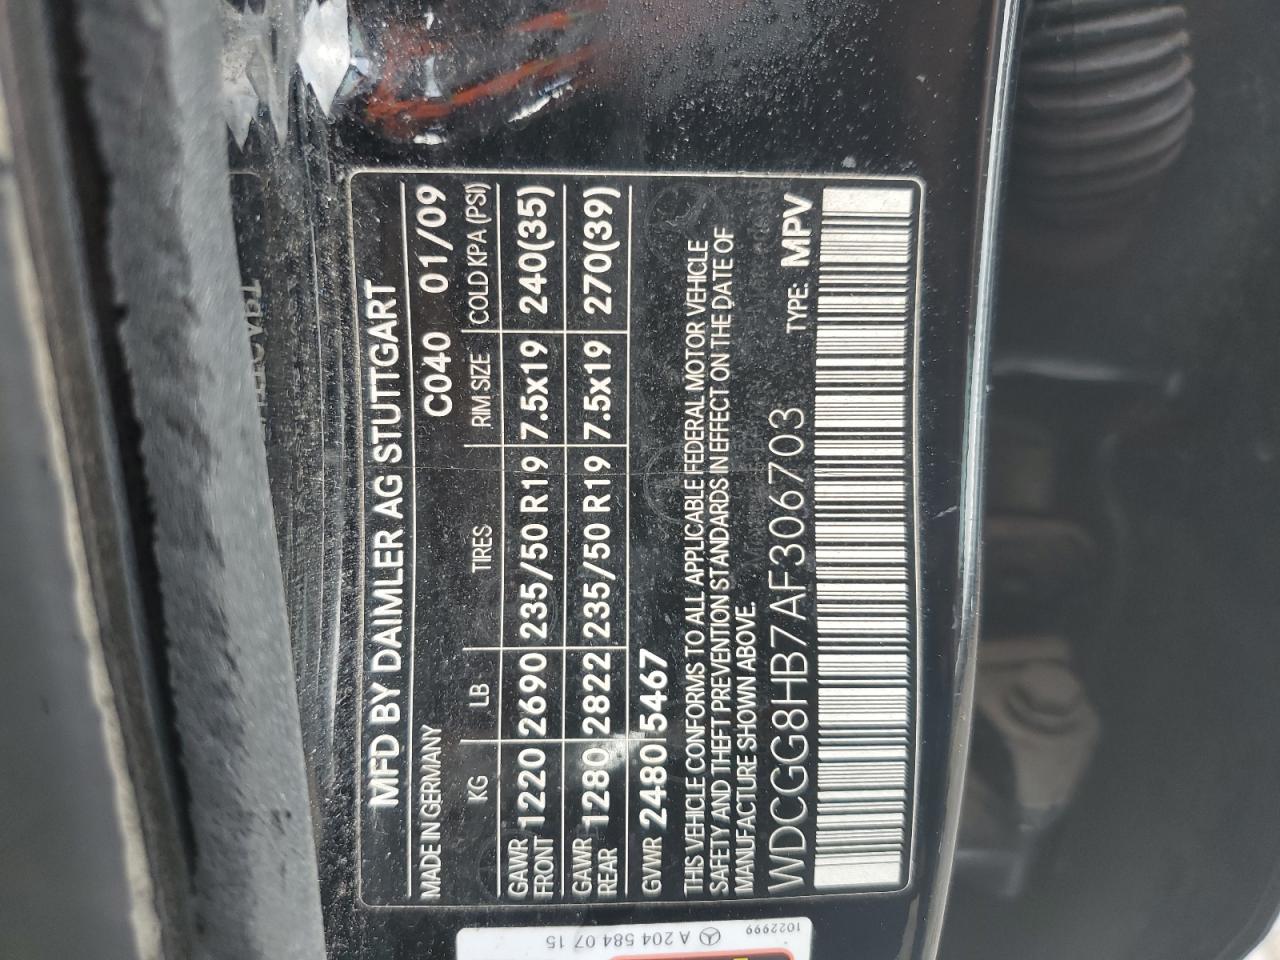 MFD BY DAIMLER AG STUTTGART
MADE IN GERMANY C040 01/09
KG LB TIRES RIM SIZE COLD KPA (PSI)
GAWR FRONT 1220 2690 235/50 R19 7.5x19 240(35)
GAWR REAR 1280 2822 235/50 R19 7.5x19 270(39)
GVWR 2480 5467
THIS VEHICLE CONFORMS TO ALL APPLICABLE FEDERAL MOTOR VEHICLE
SAFETY AND THEFT PREVENTION STANDARDS IN EFFECT ON THE DATE OF
MANUFACTURE SHOWN ABOVE.
WDCGG8HB7AF306703 TYPE: MPV
A 204 584 07 15
1022999